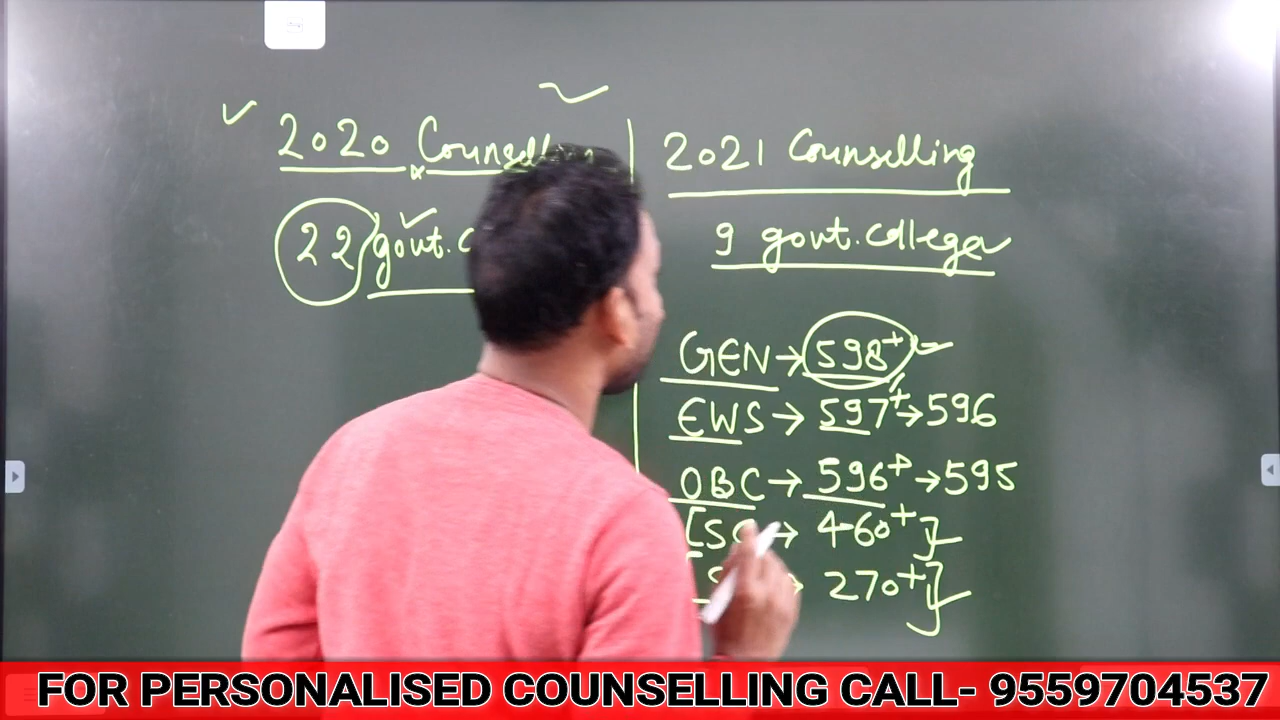 2020 Counselling
22 govt.
2021 Counselling
9 govt. college
GEN → 598+
EWS → 597+ → 596
OBC → 596+ → 595
→ 460+
270+
FOR PERSONALISED COUNSELLING CALL- 9559704537